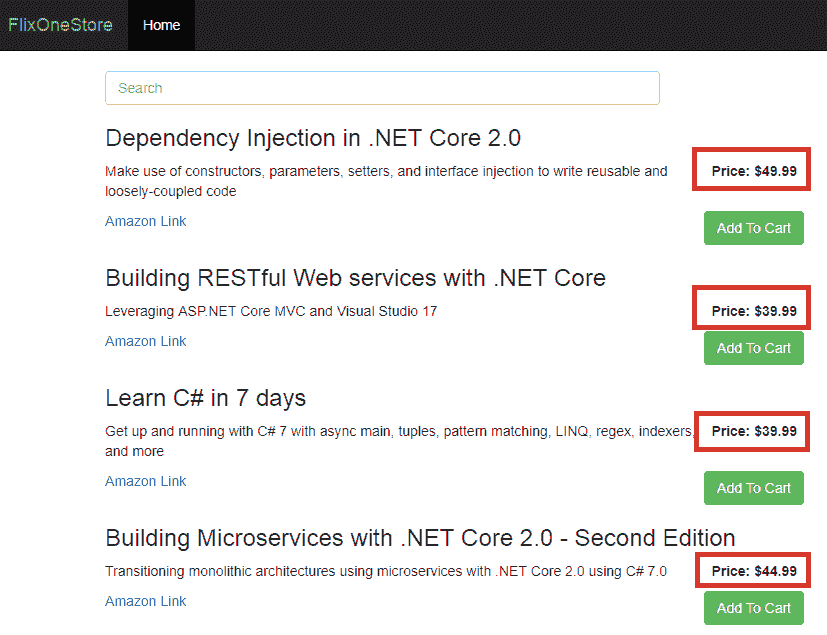 FlixOneStore Home
Search
Dependency Injection in .NET Core 2.0
Make use of constructors, parameters, setters, and interface injection to write reusable and Price: $49.99
loosely-coupled code
Amazon Link Add To Cart
Building RESTful Web services with .NET Core
Leveraging ASP.NET Core MVC and Visual Studio 17 Price: $39.99
Amazon Link Add To Cart
Learn C# in 7 days
Get up and running with C# 7 with async main, tuples, pattern matching, LINQ, regex, indexers, Price: $39.99
and more
Amazon Link Add To Cart
Building Microservices with .NET Core 2.0 - Second Edition
Transitioning monolithic architectures using microservices with .NET Core 2.0 using C# 7.0 Price: $44.99
Amazon Link Add To Cart